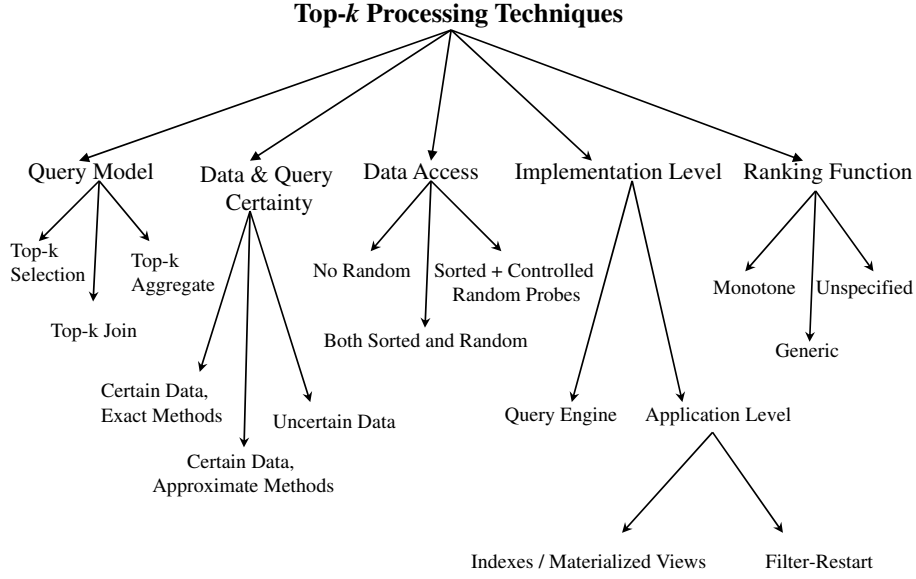 Top-k Processing Techniques
Query Model
Data & Query
Certainty
Data Access
Implementation Level
Ranking Function
Top-k
Selection
Top-k Join
Top-k
Aggregate
Certain Data,
Exact Methods
Certain Data,
Approximate Methods
Uncertain Data
No Random
Both Sorted and Random
Sorted + Controlled
Random Probes
Query Engine
Application Level
Indexes / Materialized Views
Filter-Restart
Monotone
Generic
Unspecified